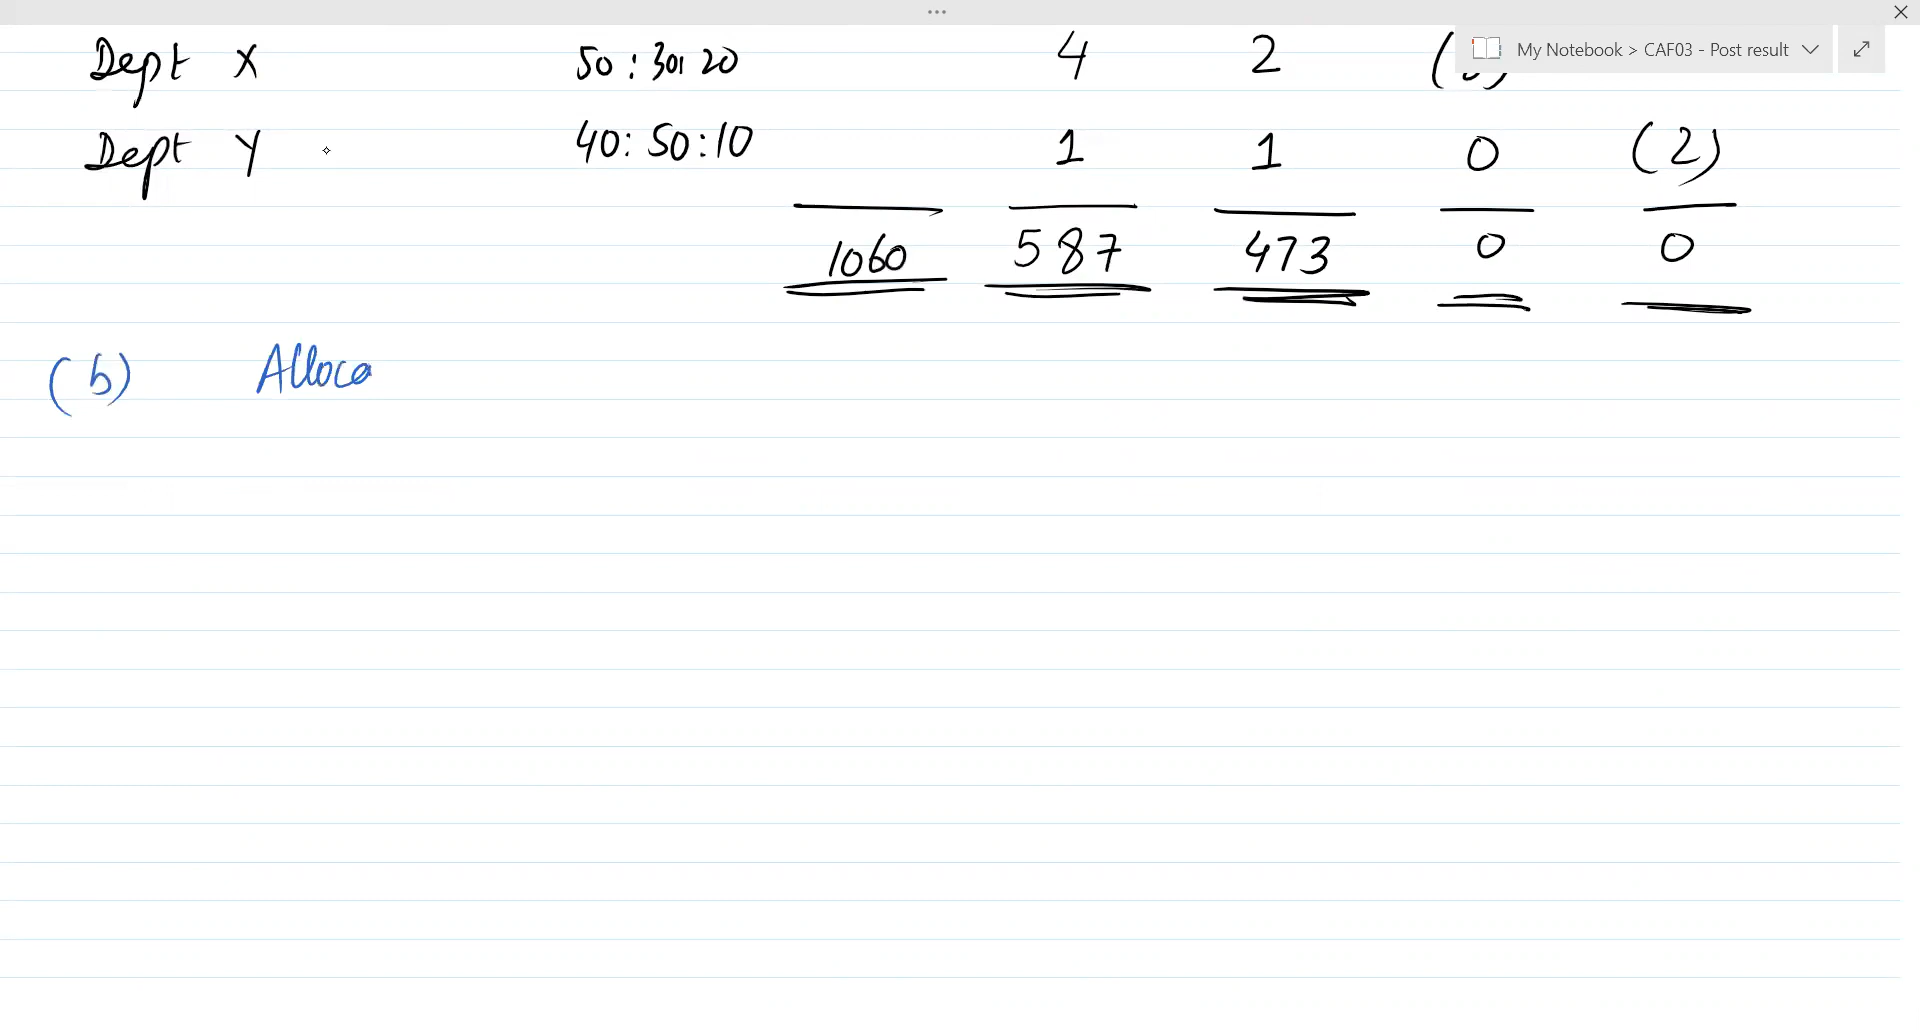 My Notebook > CAF03 - Post result
Dept X 50:30:20 4 2
Dept Y 40:50:10 1 1 0 (2)
1060 587 473 0 0
(b) Alloca